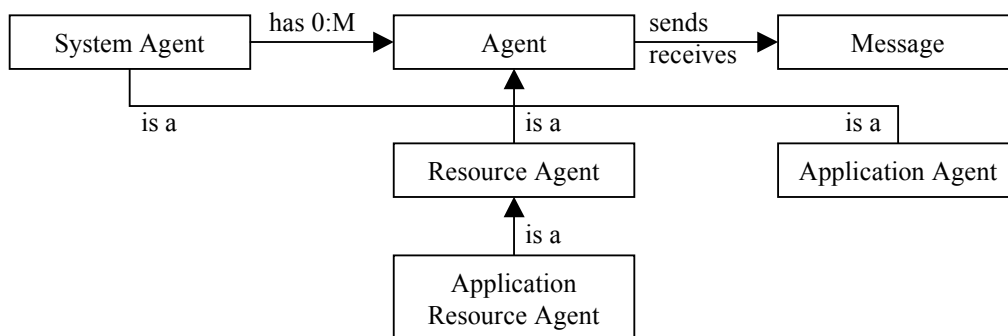 System Agent
has 0:M
Agent
sends
receives
Message
is a
is a
is a
Resource Agent
Application Agent
is a
Application
Resource Agent